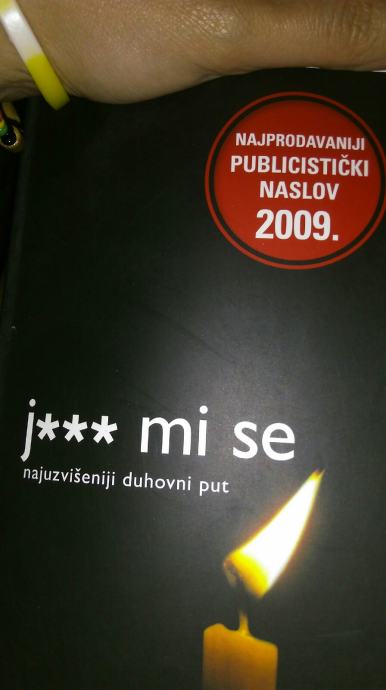 NAJPRODAVANIJI
PUBLICISTIČKI
NASLOV
2009.
j*** mi se
najuzvišeniji duhovni put